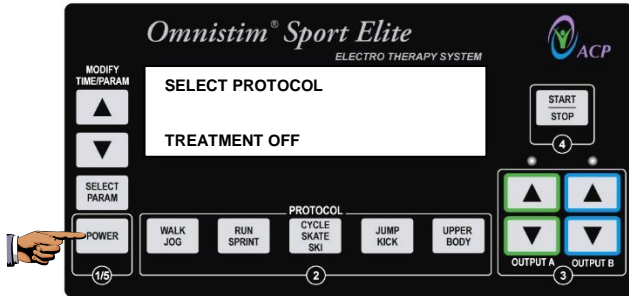 Omnistim® Sport Elite
ELECTRO THERAPY SYSTEM
ACP
MODIFY
TIME/PARAM
SELECT PROTOCOL
TREATMENT OFF
START
STOP
4
SELECT
PARAM
POWER
1/5
PROTOCOL
WALK
JOG
RUN
SPRINT
CYCLE
SKATE
SKI
JUMP
KICK
UPPER
BODY
2
OUTPUT A
OUTPUT B
3